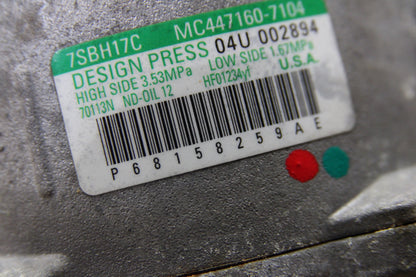 7SBH17C MC447160-7104
DESIGN PRESS 04U 002894
HIGH SIDE 3.53MPa LOW SIDE 1.67MPa
70113N ND-OIL 12 HFO1234yf U.S.A.
P68158259AE